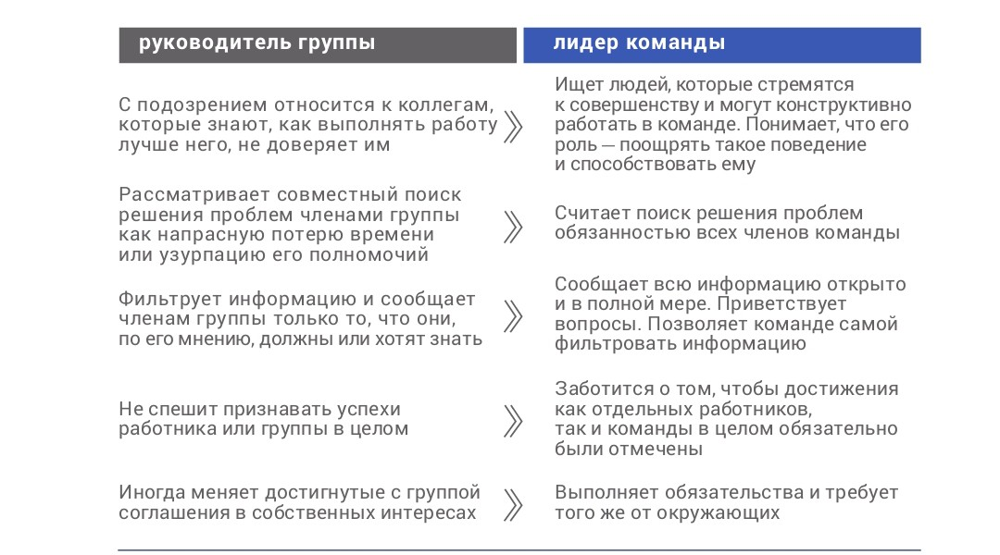 руководитель группы
лидер команды
С подозрением относится к коллегам,
которые знают, как выполнять работу
лучше него, не доверяет им
Ищет людей, которые стремятся
к совершенству и могут конструктивно
работать в команде. Понимает, что его
роль — поощрять такое поведение
и способствовать ему
Рассматривает совместный поиск
решения проблем членами группы
как напрасную потерю времени
или узурпацию его полномочий
Считает поиск решения проблем
обязанностью всех членов команды
Фильтрует информацию и сообщает
членам группы только то, что они,
по его мнению, должны или хотят знать
Сообщает всю информацию открыто
и в полной мере. Приветствует
вопросы. Позволяет команде самой
фильтровать информацию
Не спешит признавать успехи
работника или группы в целом
Заботится о том, чтобы достижения
как отдельных работников,
так и команды в целом обязательно
были отмечены
Иногда меняет достигнутые с группой
соглашения в собственных интересах
Выполняет обязательства и требует
того же от окружающих